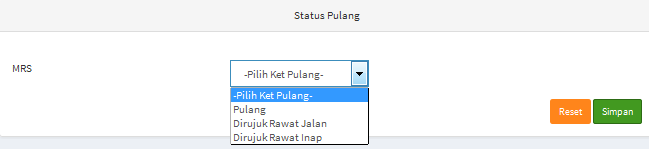 Status Pulang
MRS
-Pilih Ket Pulang-
-Pilih Ket Pulang-
Pulang
Dirujuk Rawat Jalan
Dirujuk Rawat Inap
Reset
Simpan